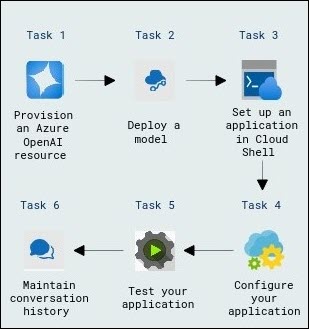 Task 1
Task 2
Task 3
Provision
an Azure
OpenAI
resource
Deploy a
model
Set up an
application
in Cloud
Shell
Task 6
Task 5
Task 4
Maintain
conversation
history
Test your
application
Configure
your
application